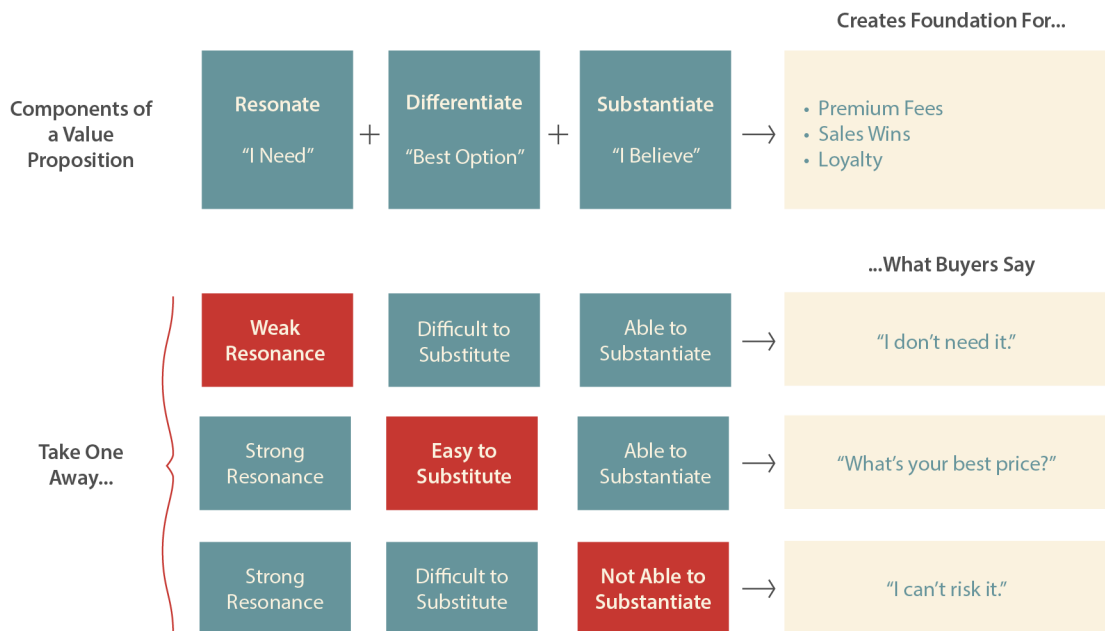 Creates Foundation For...
Components of
a Value
Proposition
Resonate
“I Need”
+
Differentiate
“Best Option”
+
Substantiate
“I Believe”
• Premium Fees
• Sales Wins
• Loyalty
...What Buyers Say
Take One
Away...
Weak
Resonance
Difficult to
Substitute
Able to
Substantiate
“I don’t need it.”
Strong
Resonance
Easy to
Substitute
Able to
Substantiate
“What’s your best price?”
Strong
Resonance
Difficult to
Substitute
Not Able to
Substantiate
“I can’t risk it.”